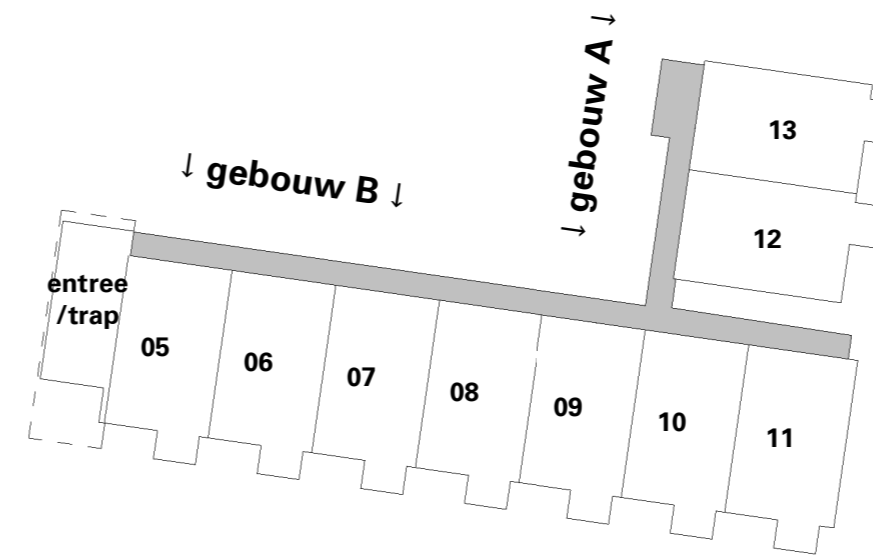 → gebouw A →
↓ gebouw B ↓
13
12
entree
/trap
05
06
07
08
09
10
11